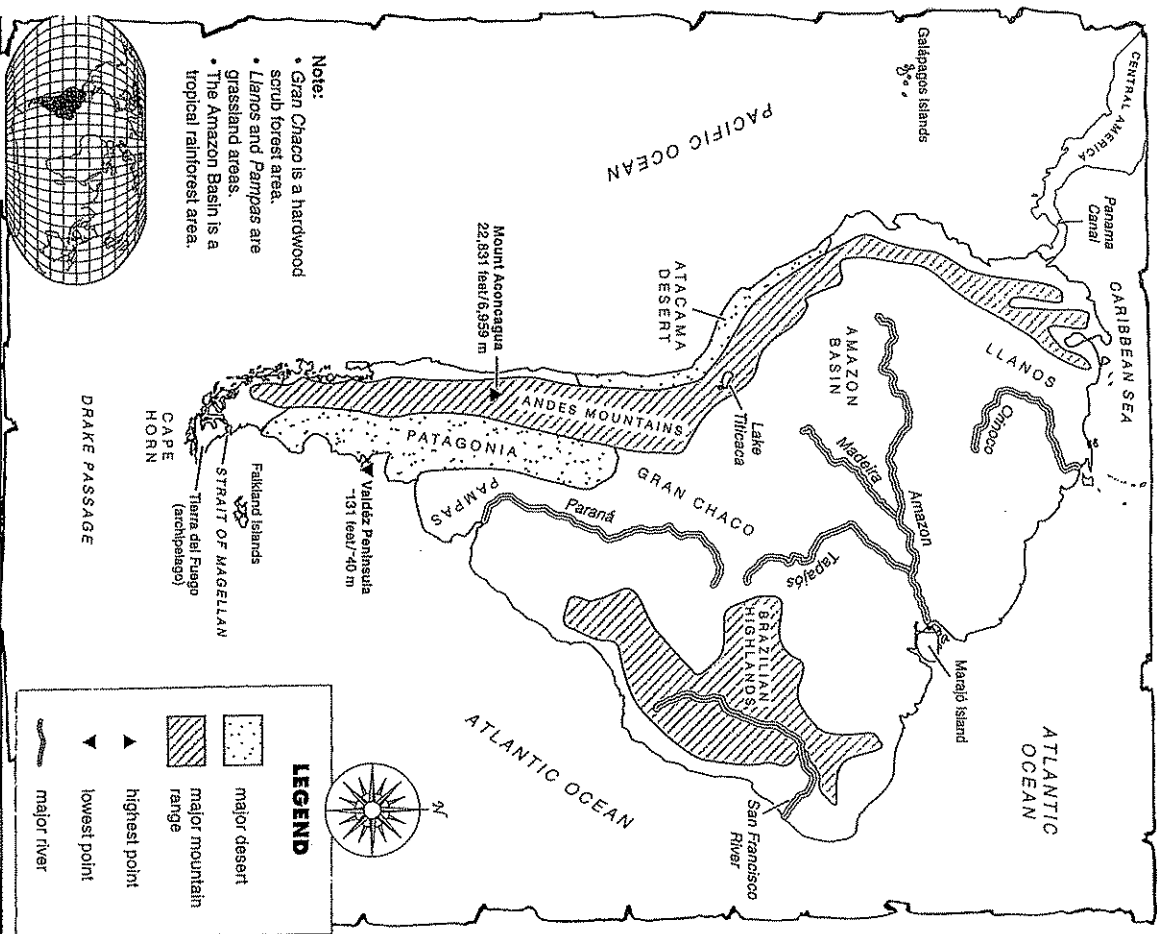 CENTRAL AMERICA
Panama
Canal
CARIBBEAN SEA
Galápagos Islands
LLANOS
Orinoco
ATLANTIC
OCEAN
PACIFIC OCEAN
AMAZON
BASIN
Amazon
Madeira
Tapajós
Marajó Island
Lake
Titicaca
ATACAMA
DESERT
BRAZILIAN
HIGHLANDS
San Francisco
River
GRAN CHACO
ANDES MOUNTAINS
Paraná
Mount Aconcagua
22,831 feet/6,959 m
PATAGONIA
PAMPAS
ATLANTIC OCEAN
Valdéz Peninsula
-131 feet/-40 m
Falkland Islands
STRAIT OF MAGELLAN
Tierra del Fuego
(archipelago)
CAPE
HORN
DRAKE PASSAGE
Note:
• Gran Chaco is a hardwood
scrub forest area.
• Llanos and Pampas are
grassland areas.
• The Amazon Basin is a
tropical rainforest area.
N
LEGEND
major desert
major mountain
range
highest point
lowest point
major river